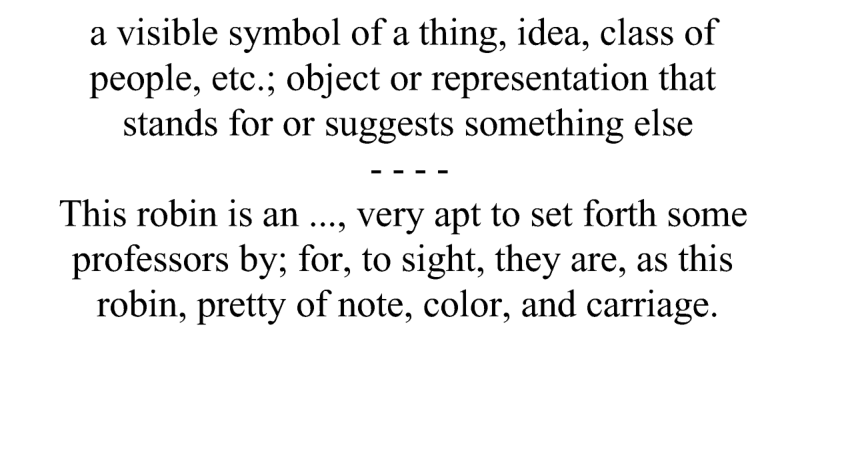 a visible symbol of a thing, idea, class of
people, etc.; object or representation that
stands for or suggests something else
- - - -
This robin is an ..., very apt to set forth some
professors by; for, to sight, they are, as this
robin, pretty of note, color, and carriage.